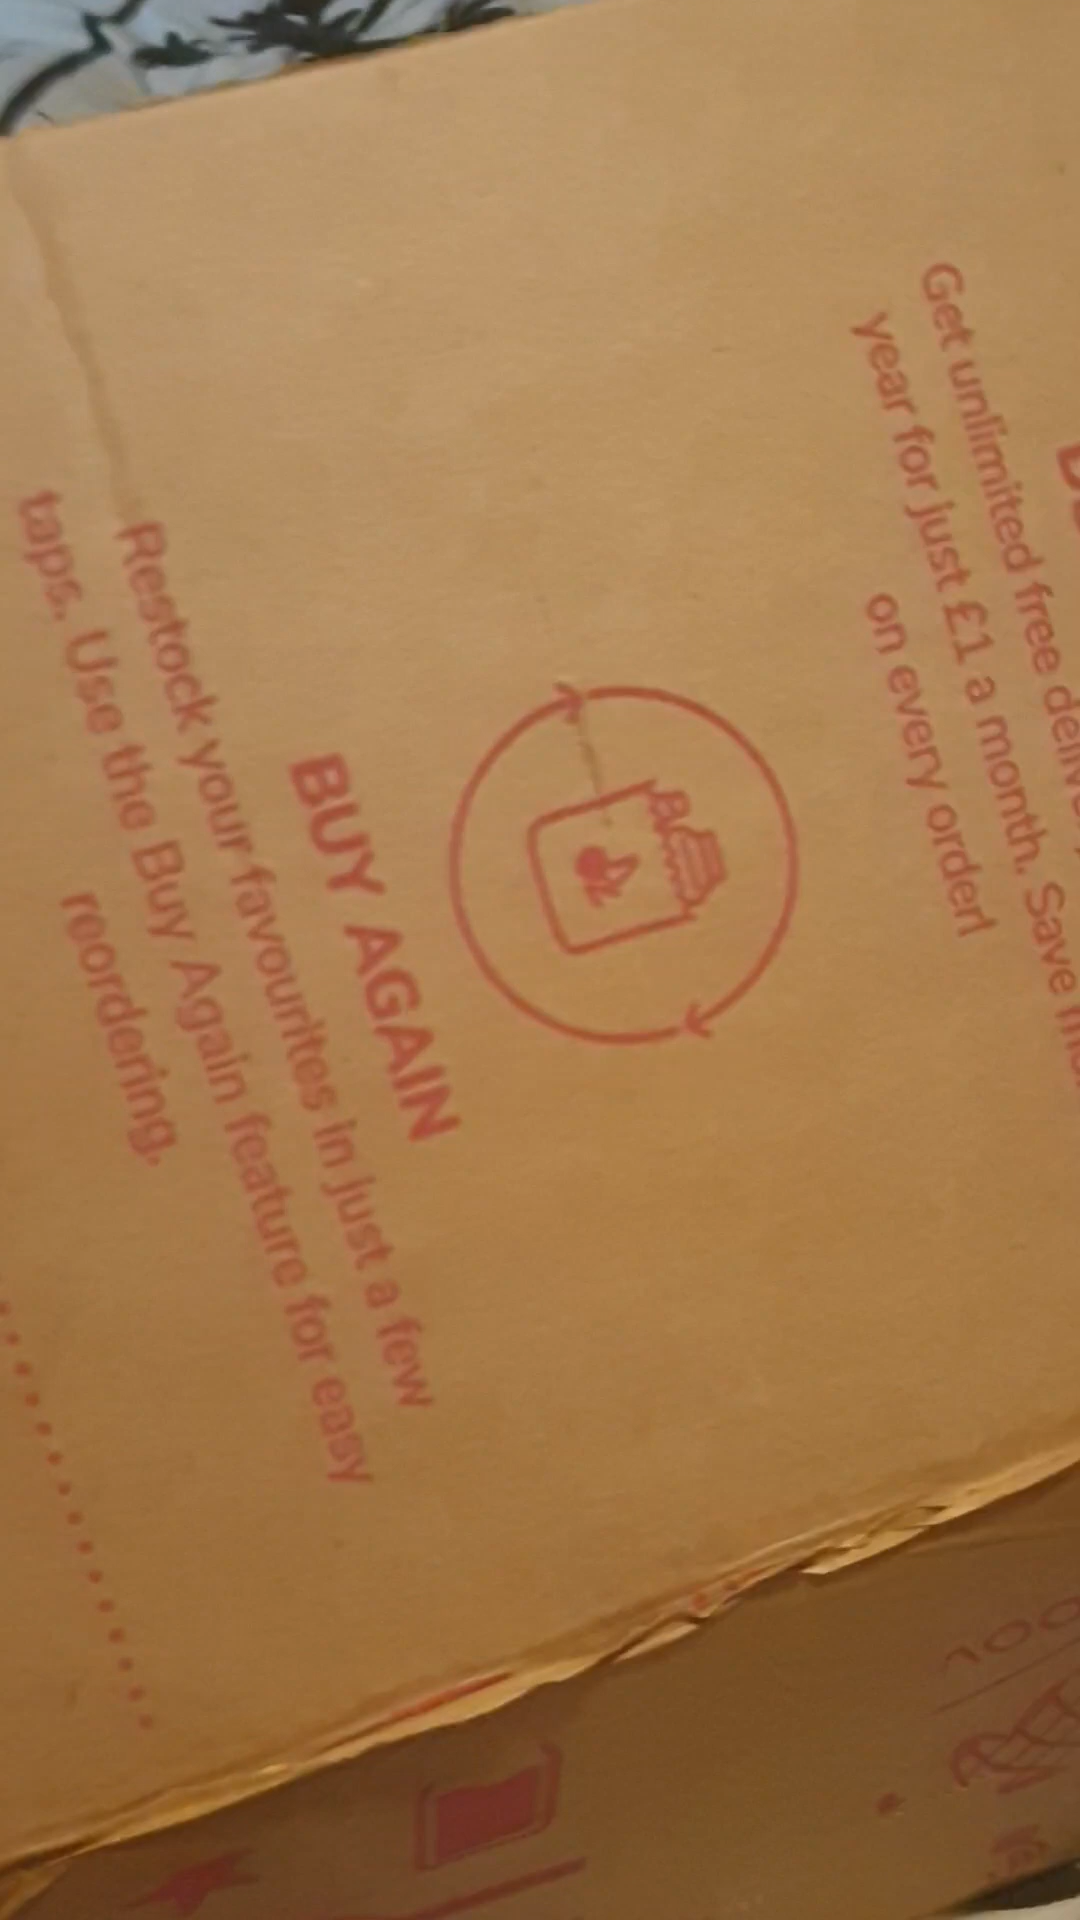 Get unlimited free
year for just £1 a month. Save
on every order!
BUY AGAIN
Restock your favourites in just a few
taps. Use the Buy Again feature for easy
reordering.